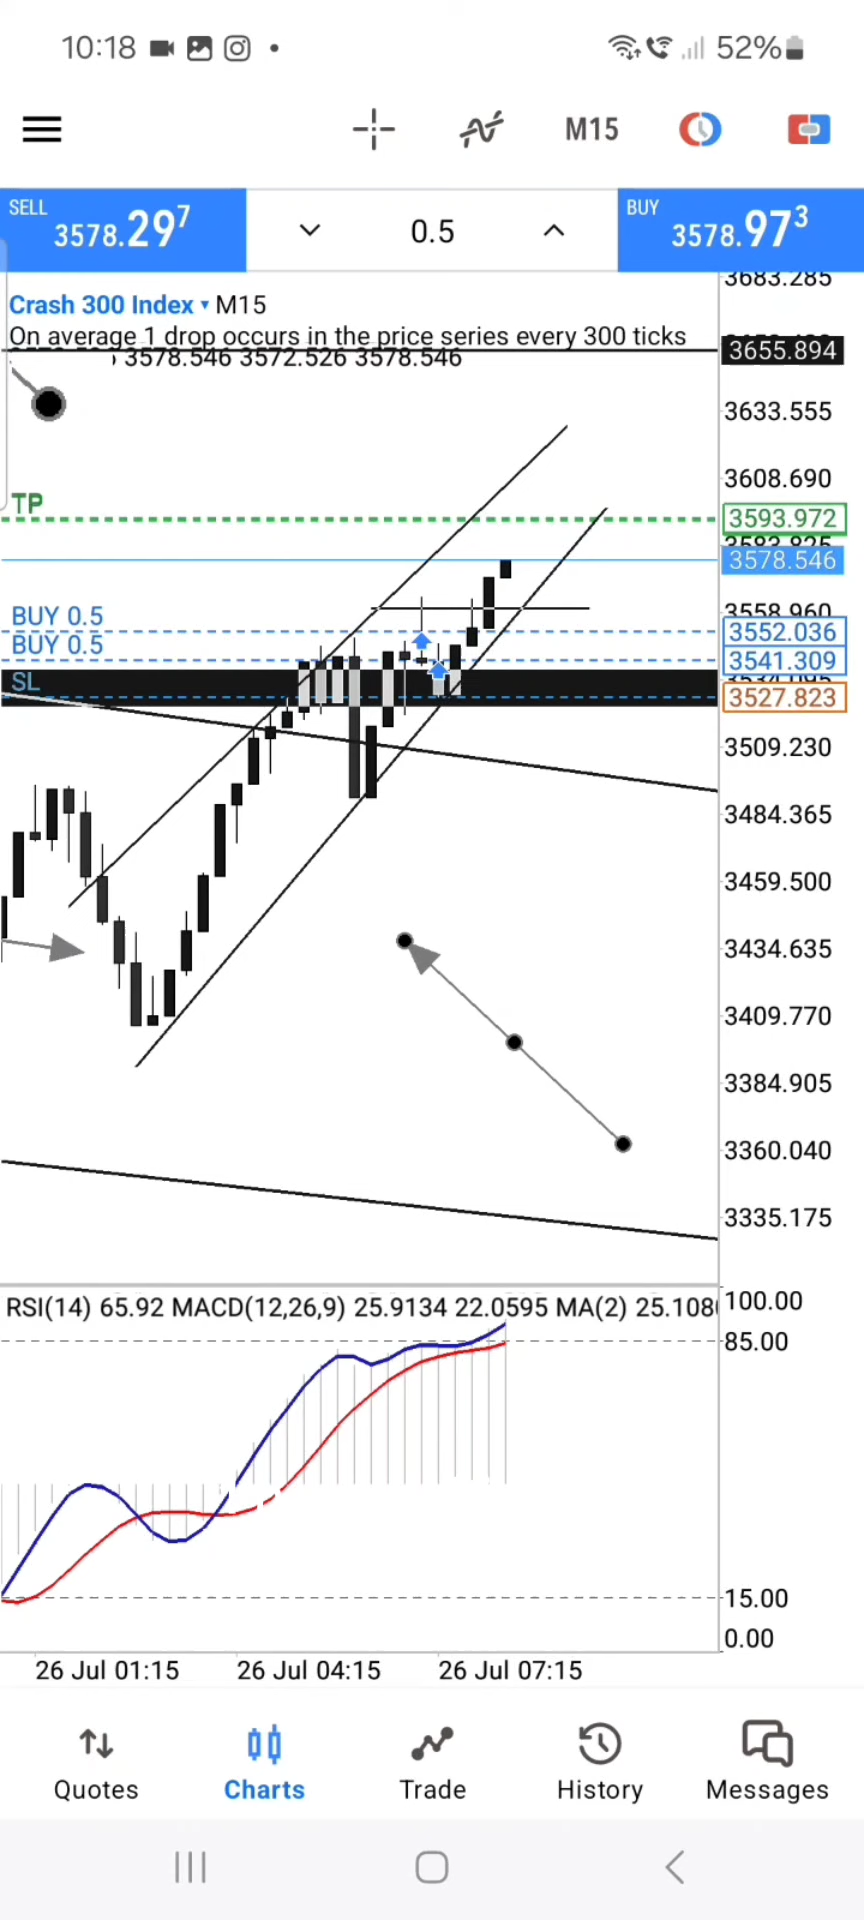 10:18 52%
M15
SELL 3578.297
0.5
BUY 3578.973
3683.285
Crash 300 Index ▾ M15
On average 1 drop occurs in the price series every 300 ticks
3578.546 3572.526 3578.546
3655.894
3633.555
3608.690
TP
3593.972
3578.546
3558.960
BUY 0.5
3552.036
BUY 0.5
3541.309
SL
3527.823
3509.230
3484.365
3459.500
3434.635
3409.770
3384.905
3360.040
3335.175
RSI(14) 65.92 MACD(12,26,9) 25.9134 22.0595 MA(2) 25.108
100.00
85.00
15.00
0.00
26 Jul 01:15 26 Jul 04:15 26 Jul 07:15
Quotes Charts Trade History Messages